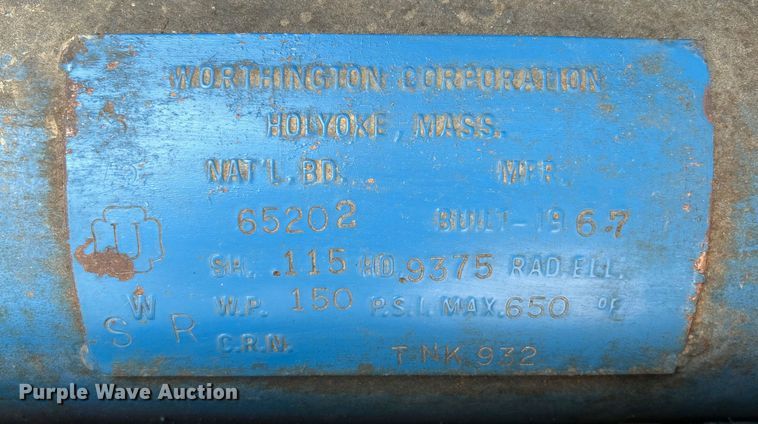 WORTHINGTON CORPORATION
HOLYOKE, MASS.
NAT'L. BD. MFR.
65202 BUILT-1967
U
SH. .115 HD .9375 RAD-ELL.
W W.P. 150 P.S.I. MAX. 650 °F
S R
C.R.N. T-NK 932
Purple Wave Auction